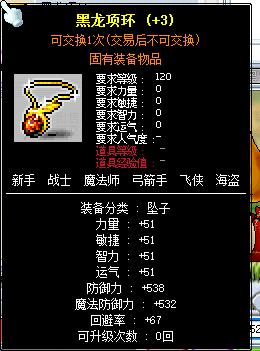 黑龙项环 (+3)
可交换1次(交易后不可交换)
固有装备物品
要求等级: 120
要求力量: -
要求敏捷: -
要求智力: -
要求运气: -
要求人气度: -
道具等级: -
道具经验值: -
新手 战士 魔法师 弓箭手 飞侠 海盗
装备分类 : 坠子
力量 : +51
敏捷 : +51
智力 : +51
运气 : +51
防御力 : +538
魔法防御力 : +532
回避率 : +67
可升级次数 : 0回